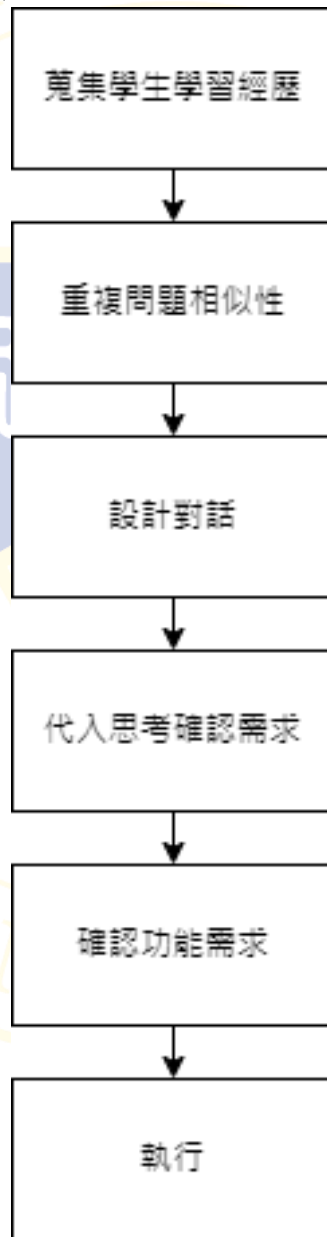 蒐集學生學習經歷
重複問題相似性
設計對話
代入思考確認需求
確認功能需求
執行